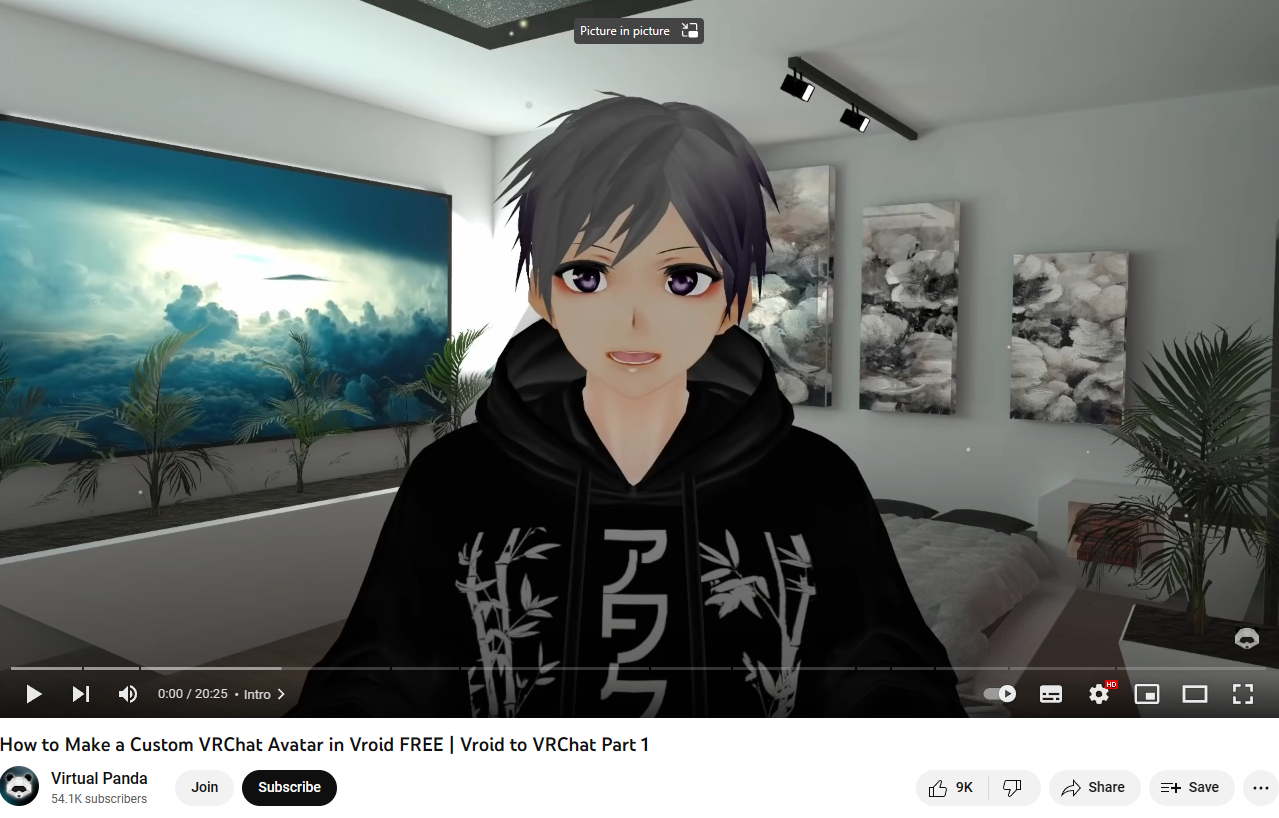 Picture in picture
ア
ワ
ク
0:00 / 20:25 • Intro
HD
How to Make a Custom VRChat Avatar in Vroid FREE | Vroid to VRChat Part 1
Virtual Panda
54.1K subscribers
Join
Subscribe
9K
Share
Save